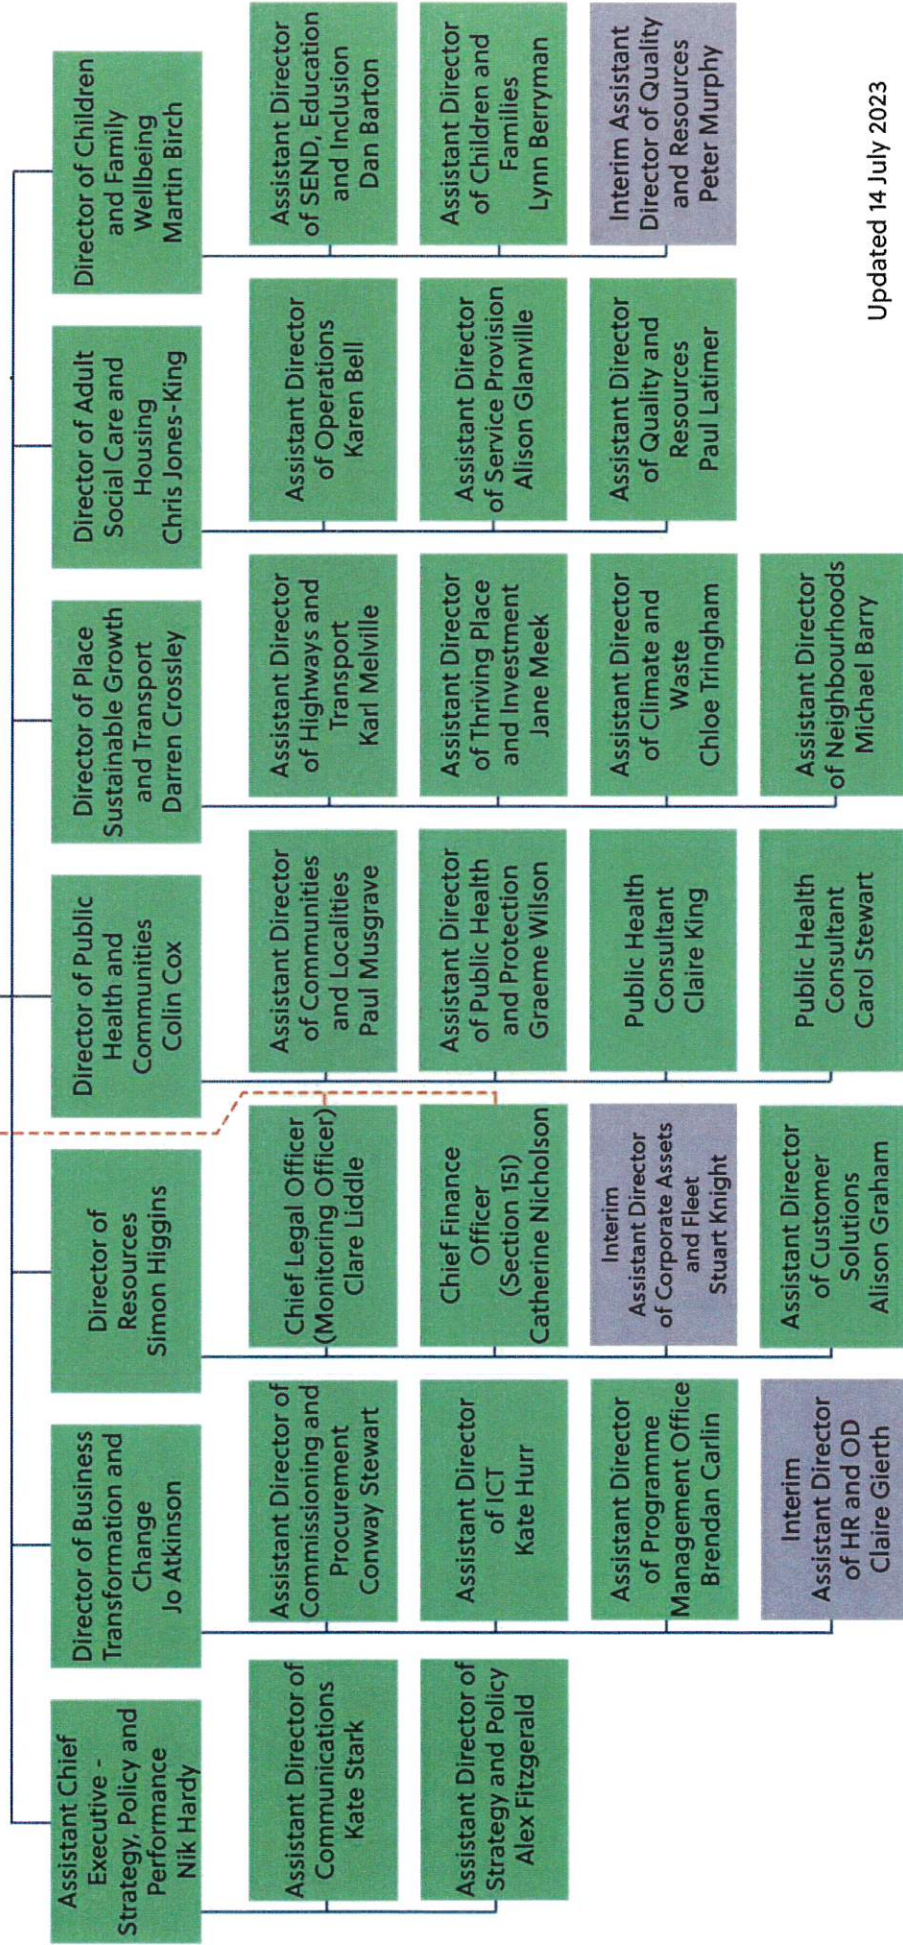 Assistant Chief
Executive -
Strategy, Policy and
Performance
Nik Hardy
Assistant Director of
Communications
Kate Stark
Assistant Director of
Strategy and Policy
Alex Fitzgerald
Director of Business
Transformation and
Change
Jo Atkinson
Assistant Director of
Commissioning and
Procurement
Conway Stewart
Assistant Director
of ICT
Kate Hurr
Assistant Director
of Programme
Management Office
Brendan Carlin
Interim
Assistant Director
of HR and OD
Claire Gierth
Director of
Resources
Simon Higgins
Chief Legal Officer
(Monitoring Officer)
Clare Liddle
Chief Finance
Officer
(Section 151)
Catherine Nicholson
Interim
Assistant Director
of Corporate Assets
and Fleet
Stuart Knight
Assistant Director
of Customer
Solutions
Alison Graham
Director of Public
Health and
Communities
Colin Cox
Assistant Director
of Communities
and Localities
Paul Musgrave
Assistant Director
of Public Health
and Protection
Graeme Wilson
Public Health
Consultant
Claire King
Public Health
Consultant
Carol Stewart
Director of Place
Sustainable Growth
and Transport
Darren Crossley
Assistant Director
of Highways and
Transport
Karl Melville
Assistant Director
of Thriving Place
and Investment
Jane Meek
Assistant Director
of Climate and
Waste
Chloe Tringham
Assistant Director
of Neighbourhoods
Michael Barry
Director of Adult
Social Care and
Housing
Chris Jones-King
Assistant Director
of Operations
Karen Bell
Assistant Director
of Service Provision
Alison Glanville
Assistant Director
of Quality and
Resources
Paul Latimer
Director of Children
and Family
Wellbeing
Martin Birch
Assistant Director
of SEND, Education
and Inclusion
Dan Barton
Assistant Director
of Children and
Families
Lynn Berryman
Interim Assistant
Director of Quality
and Resources
Peter Murphy
Updated 14 July 2023